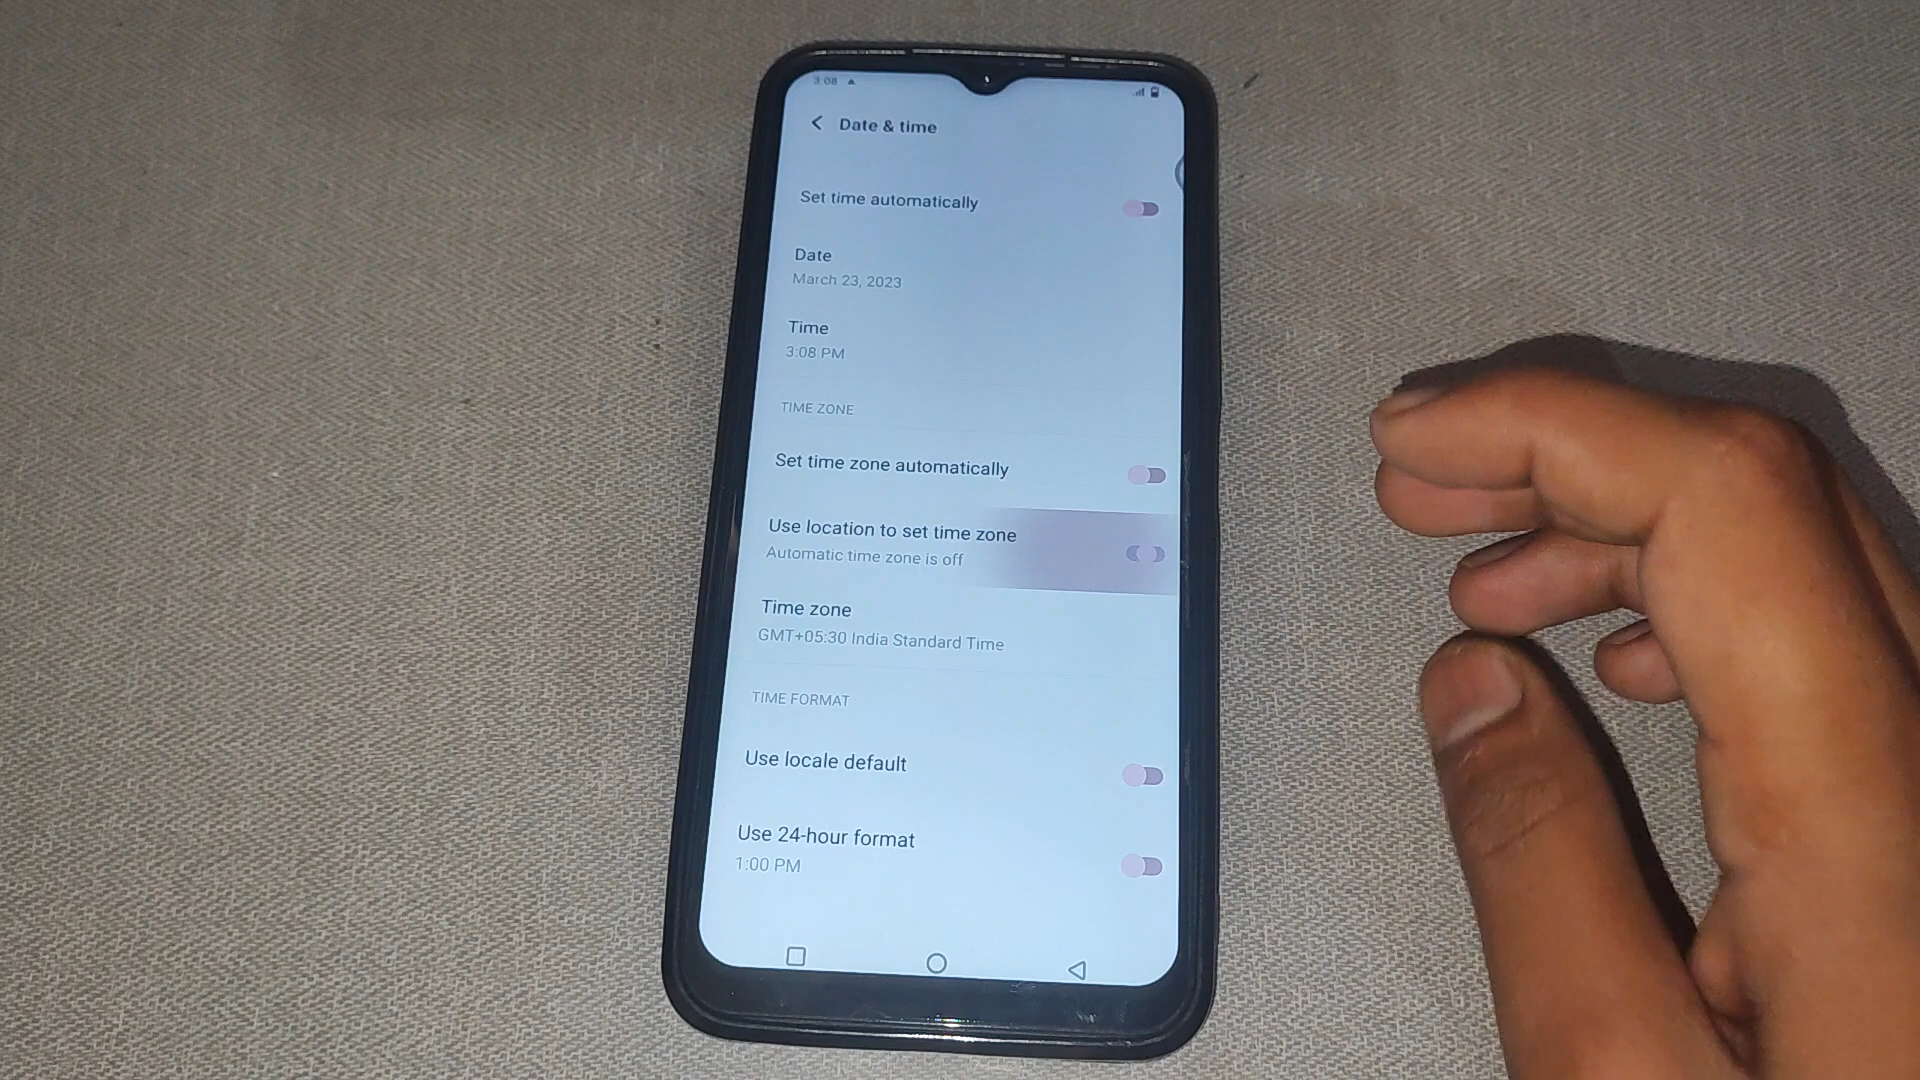 3:08
Date & time
Set time automatically
Date
March 23, 2023
Time
3:08 PM
TIME ZONE
Set time zone automatically
Use location to set time zone
Automatic time zone is off
Time zone
GMT+05:30 India Standard Time
TIME FORMAT
Use locale default
Use 24-hour format
1:00 PM